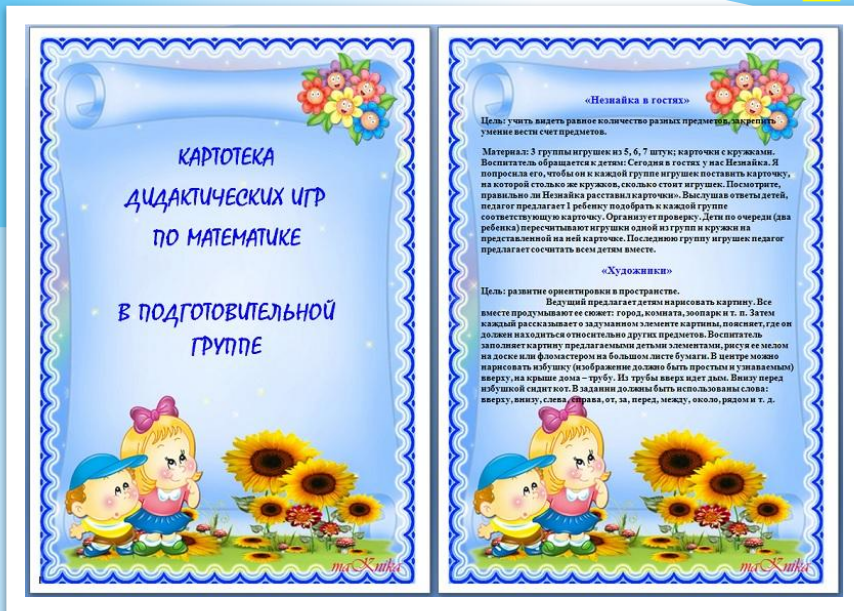 КАРТОТЕКА
ДИДАКТИЧЕСКИХ ИГР
ПО МАТЕМАТИКЕ
В ПОДГОТОВИТЕЛЬНОЙ
ГРУППЕ
maKnika
«Незнайка в гостях»
Цель: учить видеть равное количество разных предметов, закрепить
умение вести счет предметов.
Материал: 3 группы игрушек из 5, 6, 7 штук; карточки с кружками.
Воспитатель обращается к детям: Сегодня в гостях у нас Незнайка. Я
попросила его, чтобы он к каждой группе игрушек поставить карточку,
на которой столько же кружков, сколько стоит игрушек. Посмотрите,
правильно ли Незнайка расставил карточки». Выслушав ответы детей,
педагог предлагает 1 ребенку подобрать к каждой группе
соответствующую карточку. Организует проверку. Дети по очереди (два
ребенка) пересчитывают игрушки одной из групп и кружки на
представленной на ней карточке. Последнюю группу игрушек педагог
предлагает сосчитать всем детям вместе.
«Художники»
Цель: развитие ориентировки в пространстве.
Ведущий предлагает детям нарисовать картину. Все
вместе продумывают ее сюжет: город, комната, зоопарк и т. п. Затем
каждый рассказывает о задуманном элементе картины, поясняет, где он
должен находиться относительно других предметов. Воспитатель
заполняет картину предлагаемыми детьми элементами, рисуя ее мелом
на доске или фломастером на большом листе бумаги. В центре можно
нарисовать избушку (изображение должно быть простым и узнаваемым)
вверху, на крыше дома – трубу. Из трубы вверх идет дым. Внизу перед
избушкой сидит кот. В задании должны быть использованы слова:
вверху, внизу, слева, справа, от, за, перед, между, около, рядом и т. д.
maKnika